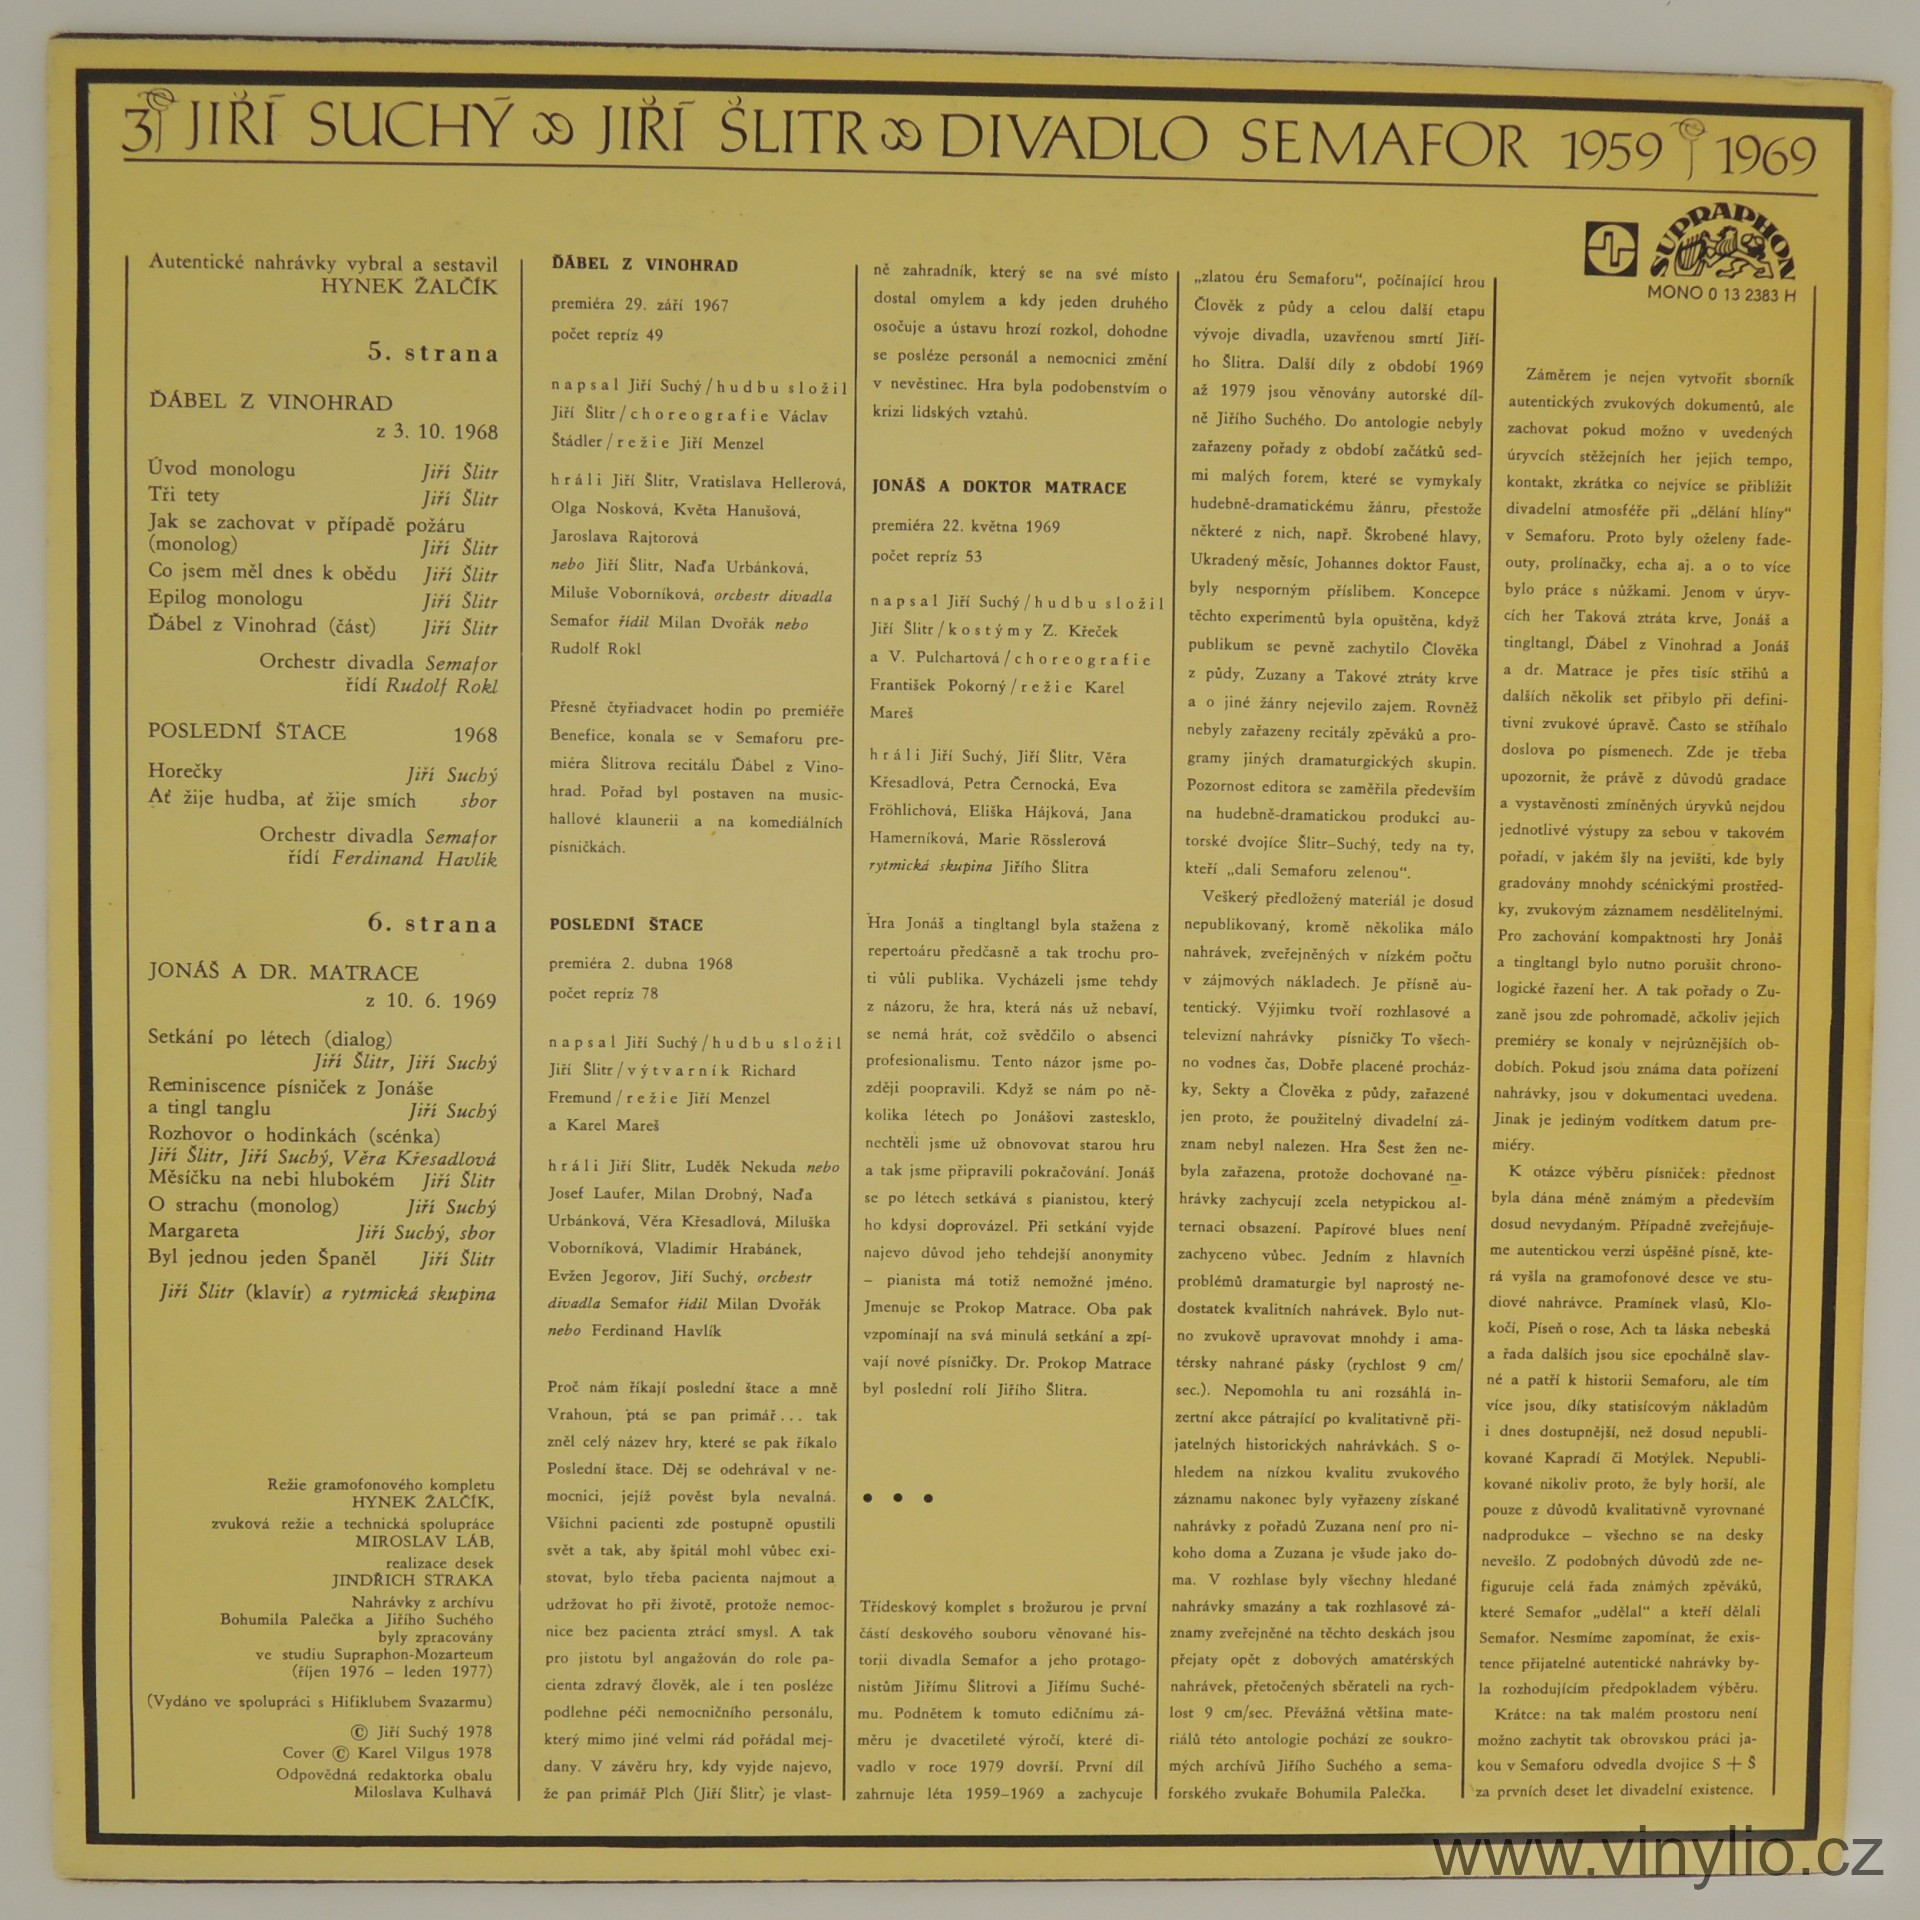 3 JIŘÍ SUCHÝ ∞ JIŘÍ ŠLITR ∞ DIVADLO SEMAFOR 1959 1969
SUPRAPHON
MONO 0 13 2383 H
Autentické nahrávky vybral a sestavil
HYNEK ŽALČÍK
5. strana
ĎÁBEL Z VINOHRAD
z 3. 10. 1968
Úvod monologu Jiří Šlitr
Tři tety Jiří Šlitr
Jak se zachovat v případě požáru
(monolog) Jiří Šlitr
Co jsem měl dnes k obědu Jiří Šlitr
Epilog monologu Jiří Šlitr
Ďábel z Vinohrad (část) Jiří Šlitr
Orchestr divadla Semafor
řídí Rudolf Rokl
POSLEDNÍ ŠTACE 1968
Horečky Jiří Suchý
Ať žije hudba, ať žije smích sbor
Orchestr divadla Semafor
řídí Ferdinand Havlík
6. strana
JONÁŠ A DR. MATRACE
z 10. 6. 1969
Setkání po létech (dialog)
Jiří Šlitr, Jiří Suchý
Reminiscence písniček z Jonáše
a tingl tanglu Jiří Suchý
Rozhovor o hodinkách (scénka)
Jiří Šlitr, Jiří Suchý, Věra Křesadlová
Měsíčku na nebi hlubokém Jiří Šlitr
O strachu (monolog) Jiří Suchý
Margareta Jiří Suchý, sbor
Byl jednou jeden Španěl Jiří Šlitr
Jiří Šlitr (klavír) a rytmická skupina
Režie gramofonového kompletu
HYNEK ŽALČÍK,
zvuková režie a technická spolupráce
MIROSLAV LÁB,
realizace desek
JINDŘICH STRAKA
Nahrávky z archívu
Bohumila Palečka a Jiřího Suchého
byly zpracovány
ve studiu Supraphon-Mozarteum
(říjen 1976 – leden 1977)
(Vydáno ve spolupráci s Hifiklubem Svazarmu)
© Jiří Suchý 1978
Cover © Karel Vilgus 1978
Odpovědná redaktorka obalu
Miloslava Kulhavá
ĎÁBEL Z VINOHRAD
premiéra 29. září 1967
počet repríz 49
napsal Jiří Suchý/hudbu složil
Jiří Šlitr/choreografie Václav
Štádler/režie Jiří Menzel
hráli Jiří Šlitr, Vratislava Hellerová,
Olga Nosková, Květa Hanušová,
Jaroslava Rajtorová
nebo Jiří Šlitr, Naďa Urbánková,
Miluše Voborníková, orchestr divadla
Semafor řídil Milan Dvořák nebo
Rudolf Rokl
Přesně čtyřiadvacet hodin po premiéře
Benefice, konala se v Semaforu pre-
miéra Šlitrova recitálu Ďábel z Vino-
hrad. Pořad byl postaven na music-
hallové klaunerii a na komediálních
písničkách.
POSLEDNÍ ŠTACE
premiéra 2. dubna 1968
počet repríz 78
napsal Jiří Suchý/hudbu složil
Jiří Šlitr/výtvarník Richard
Fremund/režie Jiří Menzel
a Karel Mareš
hráli Jiří Šlitr, Luděk Nekuda nebo
Josef Laufer, Milan Drobný, Naďa
Urbánková, Věra Křesadlová, Miluška
Voborníková, Vladimír Hrabánek,
Evžen Jegorov, Jiří Suchý, orchestr
divadla Semafor řídil Milan Dvořák
nebo Ferdinand Havlík
Proč nám říkají poslední štace a mně
Vrahoun, ptá se pan primář... tak
zněl celý název hry, které se pak říkalo
Poslední štace. Děj se odehrával v ne-
mocnici, jejíž pověst byla nevalná.
Všichni pacienti zde postupně opustili
svět a tak, aby špitál mohl vůbec exi-
stovat, bylo třeba pacienta najmout a
udržovat ho při životě, protože nemoc-
nice bez pacienta ztrácí smysl. A tak
pro jistotu byl angažován do role pa-
cienta zdravý člověk, ale i ten posléze
podlehne péči nemocničního personálu,
který mimo jiné velmi rád pořádal mej-
dany. V závěru hry, kdy vyjde najevo,
že pan primář Plch (Jiří Šlitr) je vlast-
ně zahradník, který se na své místo
dostal omylem a kdy jeden druhého
osočuje a ústavu hrozí rozkol, dohodne
se posléze personál a nemocnici změní
v nevěstinec. Hra byla podobenstvím o
krizi lidských vztahů.
JONÁŠ A DOKTOR MATRACE
premiéra 22. května 1969
počet repríz 53
napsal Jiří Suchý/hudbu složil
Jiří Šlitr/kostýmy Z. Křeček
a V. Pulchartová/choreografie
František Pokorný/režie Karel
Mareš
hráli Jiří Suchý, Jiří Šlitr, Věra
Křesadlová, Petra Černocká, Eva
Fröhlichová, Eliška Hájková, Jana
Hamerníková, Marie Rösslerová
rytmická skupina Jiřího Šlitra
Hra Jonáš a tingltangl byla stažena z
repertoáru předčasně a tak trochu pro-
ti vůli publika. Vycházeli jsme tehdy
z názoru, že hra, která nás už nebaví,
se nemá hrát, což svědčilo o absenci
profesionalismu. Tento názor jsme po-
zději poopravili. Když se nám po ně-
kolika létech po Jonášovi zastesklo,
nechtěli jsme už obnovovat starou hru
a tak jsme připravili pokračování. Jonáš
se po létech setkává s pianistou, který
ho kdysi doprovázel. Při setkání vyjde
najevo důvod jeho tehdejší anonymity
– pianista má totiž nemožné jméno.
Jmenuje se Prokop Matrace. Oba pak
vzpomínají na svá minulá setkání a zpí-
vají nové písničky. Dr. Prokop Matrace
byl poslední rolí Jiřího Šlitra.
● ● ●
Třídeskový komplet s brožurou je první
částí deskového souboru věnované his-
torii divadla Semafor a jeho protago-
nistům Jiřímu Šlitrovi a Jiřímu Suché-
mu. Podnětem k tomuto edičnímu zá-
měru je dvacetileté výročí, které di-
vadlo v roce 1979 dovrší. První díl
zahrnuje léta 1959–1969 a zachycuje
„zlatou éru Semaforu“, počínající hrou
Člověk z půdy a celou další etapu
vývoje divadla, uzavřenou smrtí Jiří-
ho Šlitra. Další díly z období 1969
až 1979 jsou věnovány autorské díl-
ně Jiřího Suchého. Do antologie nebyly
zařazeny pořady z období začátků sed-
mi malých forem, které se vymykaly
hudebně-dramatickému žánru, přestože
některé z nich, např. Škrobené hlavy,
Ukradený měsíc, Johannes doktor Faust,
byly nesporným příslibem. Koncepce
těchto experimentů byla opuštěna, když
publikum se pevně zachytilo Člověka
z půdy, Zuzany a Takové ztráty krve
a o jiné žánry nejevilo zajem. Rovněž
nebyly zařazeny recitály zpěváků a pro-
gramy jiných dramaturgických skupin.
Pozornost editora se zaměřila především
na hudebně-dramatickou produkci au-
torské dvojice Šlitr–Suchý, tedy na ty,
kteří „dali Semaforu zelenou“.
Veškerý předložený materiál je dosud
nepublikovaný, kromě několika málo
nahrávek, zveřejněných v nízkém počtu
v zájmových nákladech. Je přísně au-
tentický. Výjimku tvoří rozhlasové a
televizní nahrávky písničky To všech-
no vodnes čas, Dobře placené procház-
ky, Sekty a Člověka z půdy, zařazené
jen proto, že použitelný divadelní zá-
znam nebyl nalezen. Hra Šest žen ne-
byla zařazena, protože dochované na-
hrávky zachycují zcela netypickou al-
ternaci obsazení. Papírové blues není
zachyceno vůbec. Jedním z hlavních
problémů dramaturgie byl naprostý ne-
dostatek kvalitních nahrávek. Bylo nut-
no zvukově upravovat mnohdy i ama-
térsky nahrané pásky (rychlost 9 cm/
sec.). Nepomohla tu ani rozsáhlá in-
zertní akce pátrající po kvalitativně při-
jatelných historických nahrávkách. S o-
hledem na nízkou kvalitu zvukového
záznamu nakonec byly vyřazeny získané
nahrávky z pořadů Zuzana není pro ni-
koho doma a Zuzana je všude jako do-
ma. V rozhlase byly všechny hledané
nahrávky smazány a tak rozhlasové zá-
znamy zveřejněné na těchto deskách jsou
přejaty opět z dobových amatérských
nahrávek, přetočených sběrateli na rych-
lost 9 cm/sec. Převážná většina mate-
riálů této antologie pochází ze soukro-
mých archívů Jiřího Suchého a sema-
forského zvukaře Bohumila Palečka.
Záměrem je nejen vytvořit sborník
autentických zvukových dokumentů, ale
zachovat pokud možno v uvedených
úryvcích stěžejních her jejich tempo,
kontakt, zkrátka co nejvíce se přiblížit
divadelní atmosféře při „dělání hlíny“
v Semaforu. Proto byly oželeny fade-
outy, prolínačky, echa aj. a o to více
bylo práce s nůžkami. Jenom v úryv-
cích her Taková ztráta krve, Jonáš a
tingltangl, Ďábel z Vinohrad a Jonáš
a dr. Matrace je přes tisíc střihů a
dalších několik set přibylo při defini-
tivní zvukové úpravě. Často se stříhalo
doslova po písmenech. Zde je třeba
upozornit, že právě z důvodů gradace
a vystavěnosti zmíněných úryvků nejdou
jednotlivé výstupy za sebou v takovém
pořadí, v jakém šly na jevišti, kde byly
gradovány mnohdy scénickými prostřed-
ky, zvukovým záznamem nesdělitelnými.
Pro zachování kompaktnosti hry Jonáš
a tingltangl bylo nutno porušit chrono-
logické řazení her. A tak pořady o Zu-
zaně jsou zde pohromadě, ačkoliv jejich
premiéry se konaly v nejrůznějších ob-
dobích. Pokud jsou známa data pořízení
nahrávky, jsou v dokumentaci uvedena.
Jinak je jediným vodítkem datum pre-
miéry.
K otázce výběru písniček: přednost
byla dána méně známým a především
dosud nevydaným. Případně zveřejňuje-
me autentickou verzi úspěšné písně, kte-
rá vyšla na gramofonové desce ve stu-
diové nahrávce. Pramínek vlasů, Klo-
kočí, Píseň o rose, Ach ta láska nebeská
a řada dalších jsou sice epochálně slav-
né a patří k historii Semaforu, ale tím
více jsou, díky statisícovým nákladům
i dnes dostupnější, než dosud nepubli-
kované Kapradí či Motýlek. Nepubli-
kované nikoliv proto, že byly horší, ale
pouze z důvodů kvalitativně vyrovnané
nadprodukce – všechno se na desky
nevešlo. Z podobných důvodů zde ne-
figuruje celá řada známých zpěváků,
které Semafor „udělal“ a kteří dělali
Semafor. Nesmíme zapomínat, že exis-
tence přijatelné autentické nahrávky by-
la rozhodujícím předpokladem výběru.
Krátce: na tak malém prostoru není
možno zachytit tak obrovskou práci ja-
kou v Semaforu odvedla dvojice S + Š
za prvních deset let divadelní existence.
www.vinylio.cz